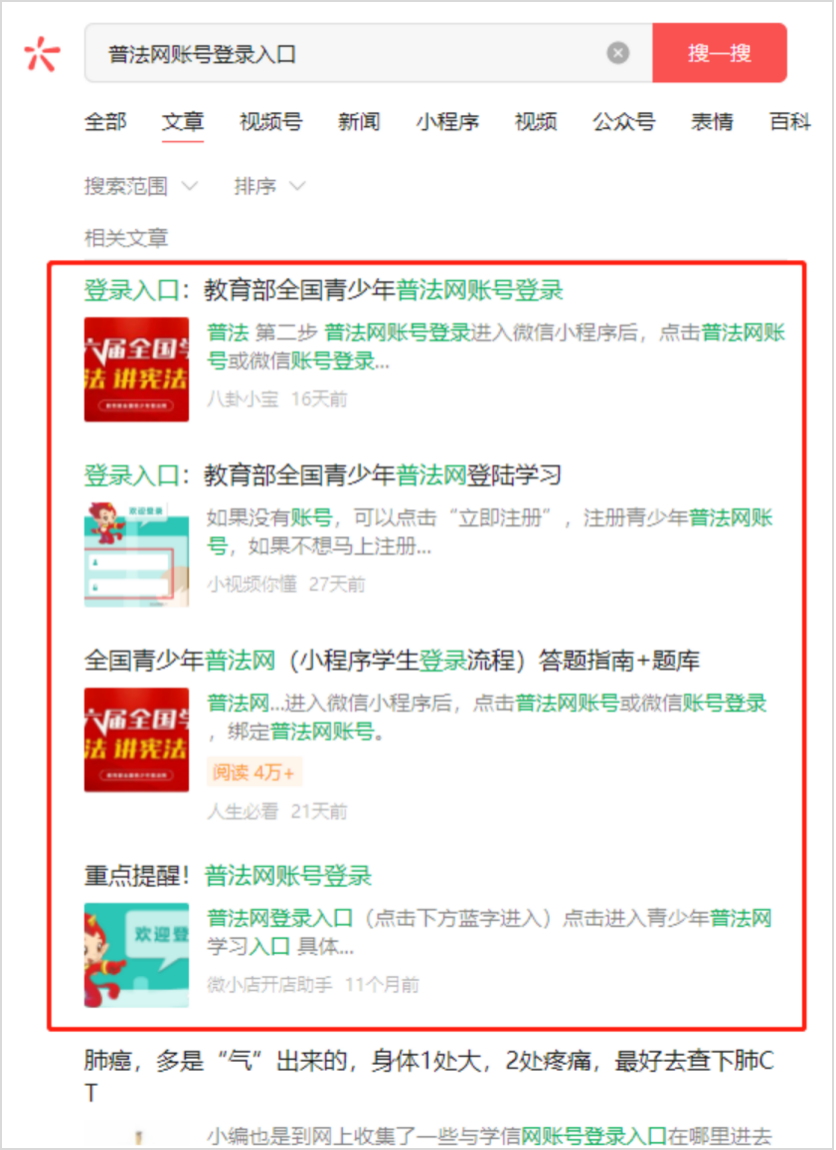 普法网账号登录入口
搜一搜
全部 文章 视频号 新闻 小程序 视频 公众号 表情 百科
搜索范围 排序
相关文章
登录入口：教育部全国青少年普法网账号登录
六届全国学
法 讲宪法
普法 第二步 普法网账号登录进入微信小程序后，点击普法网账
号或微信账号登录...
八卦小宝 16天前
登录入口：教育部全国青少年普法网登陆学习
欢迎登录
如果没有账号，可以点击“立即注册”，注册青少年普法网账
号，如果不想马上注册...
小视频你懂 27天前
全国青少年普法网（小程序学生登录流程）答题指南+题库
六届全国学
法 讲宪法
普法网...进入微信小程序后，点击普法网账号或微信账号登录
，绑定普法网账号。
阅读 4万+
人生必看 21天前
重点提醒！普法网账号登录
欢迎登
普法网登录入口（点击下方蓝字进入）点击进入青少年普法网
学习入口 具体...
微小店开店助手 11个月前
肺癌，多是“气”出来的，身体1处大，2处疼痛，最好去查下肺C
T
小编也是到网上收集了一些与学信网账号登录入口在哪里进去